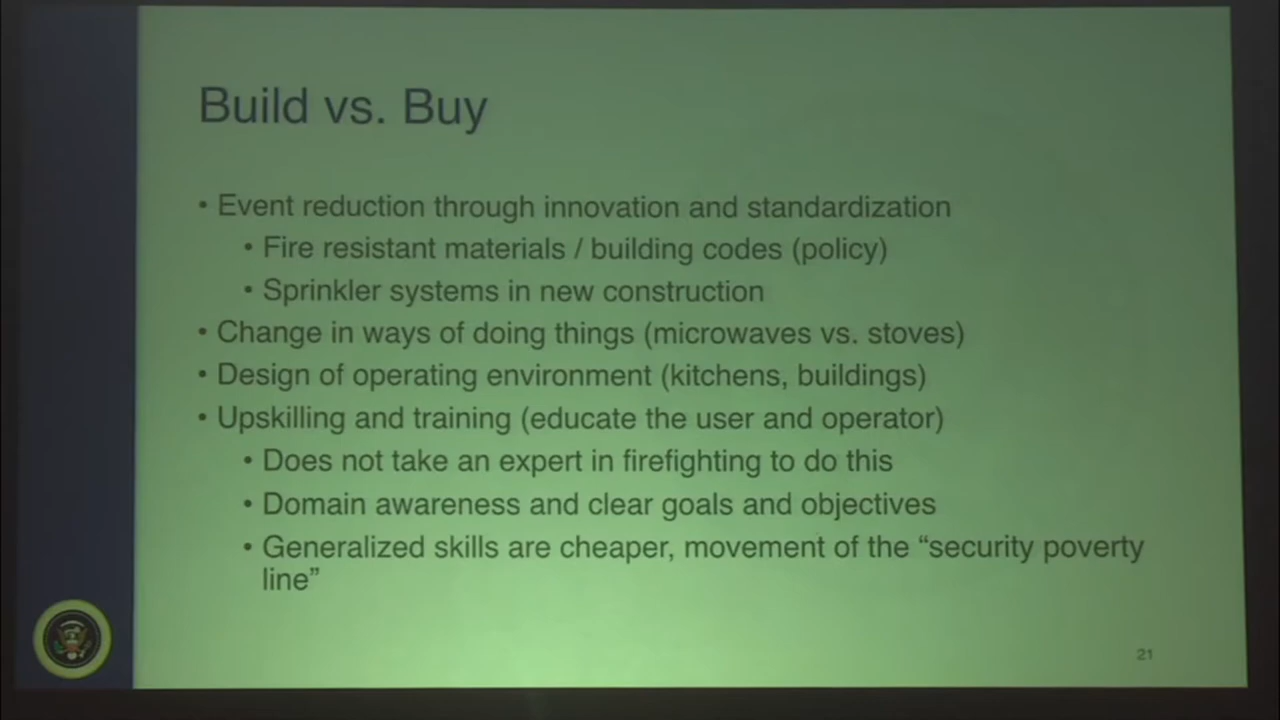 Build vs. Buy
• Event reduction through innovation and standardization
• Fire resistant materials / building codes (policy)
• Sprinkler systems in new construction
• Change in ways of doing things (microwaves vs. stoves)
• Design of operating environment (kitchens, buildings)
• Upskilling and training (educate the user and operator)
• Does not take an expert in firefighting to do this
• Domain awareness and clear goals and objectives
• Generalized skills are cheaper, movement of the “security poverty
line”
21